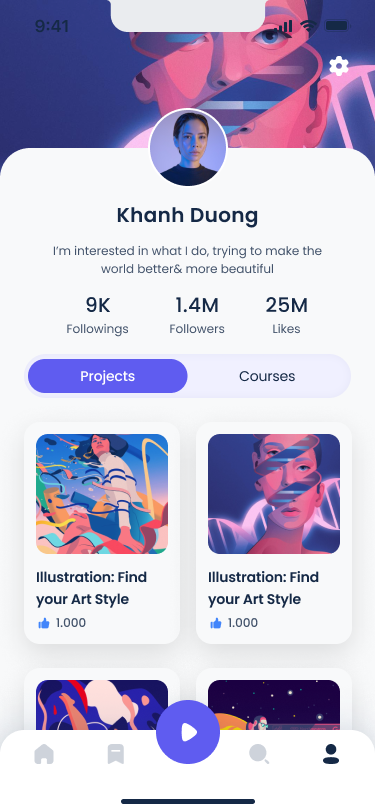 9:41
Khanh Duong
I'm interested in what I do, trying to make the
world better& more beautiful
9K
1.4M
25M
Followings
Followers
Likes
Projects
Courses
Illustration: Find
your Art Style
1.000
Illustration: Find
your Art Style
1.000